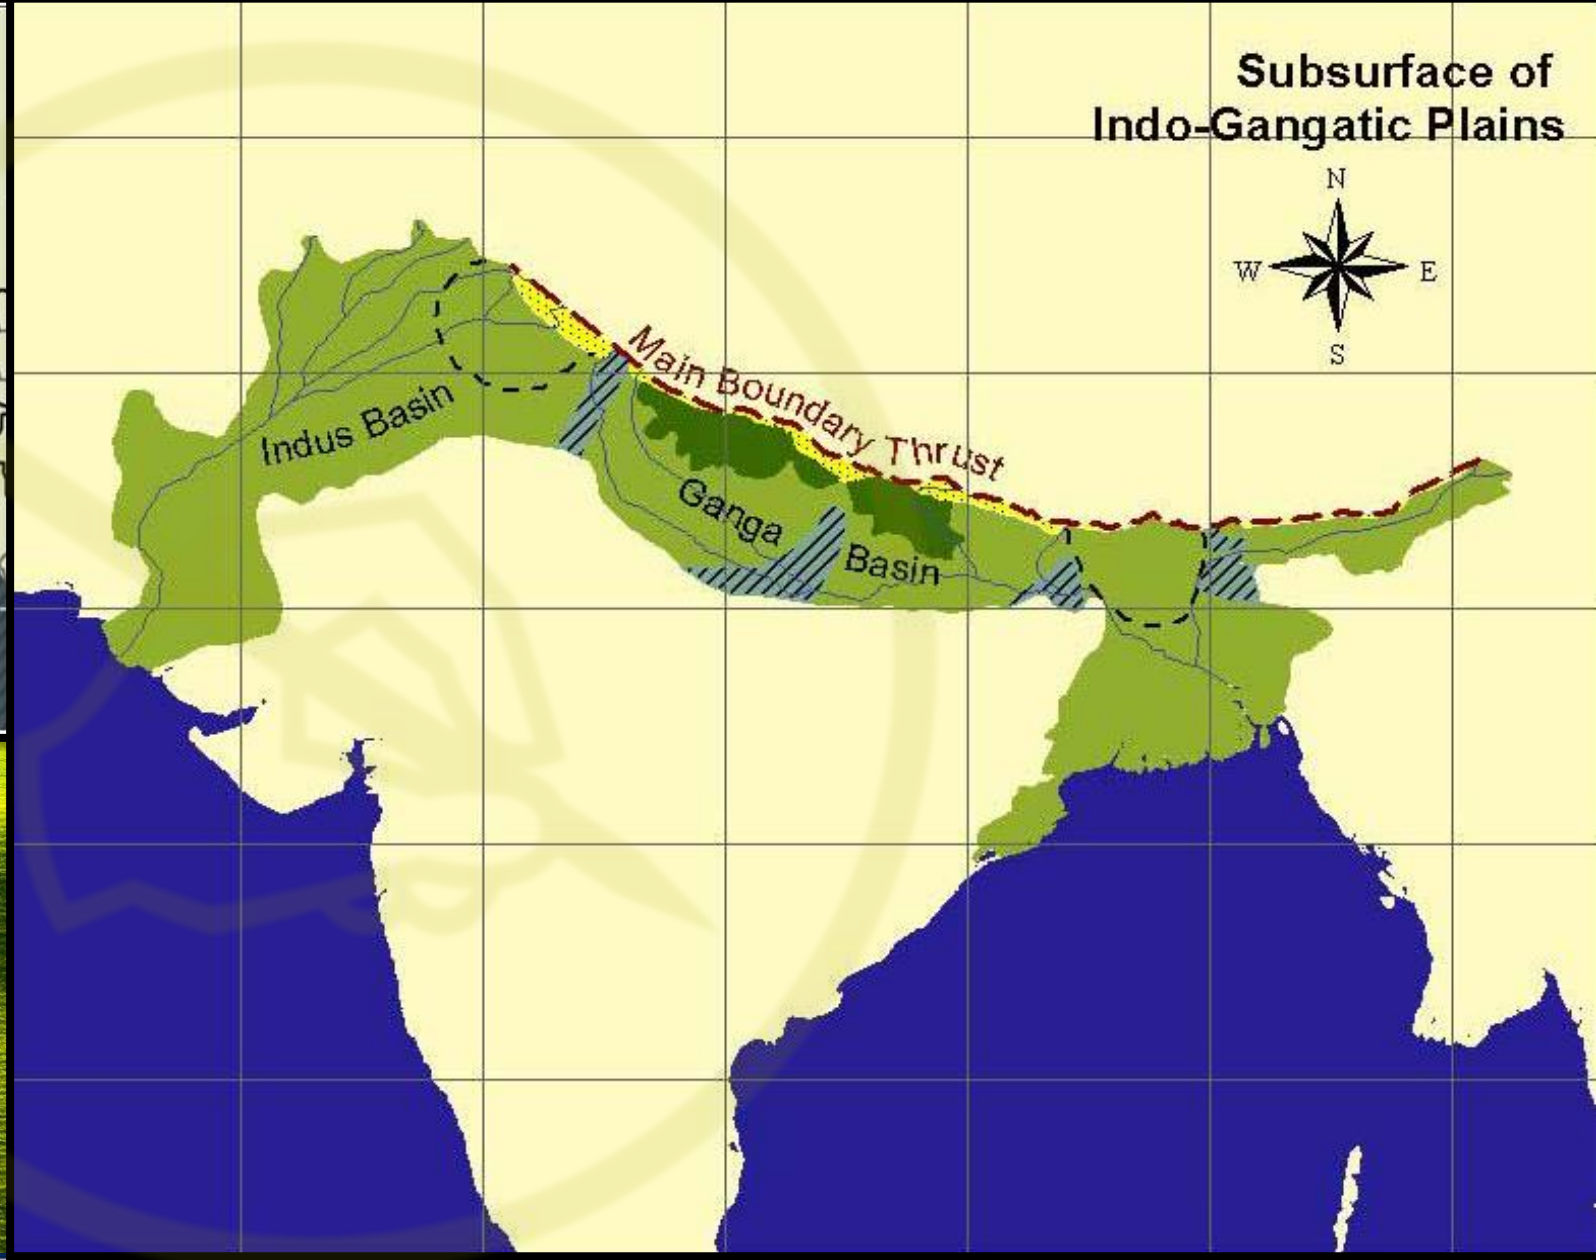 Subsurface of
Indo-Gangatic Plains
N
W
E
S
Main Boundary Thrust
Indus Basin
Ganga
Basin